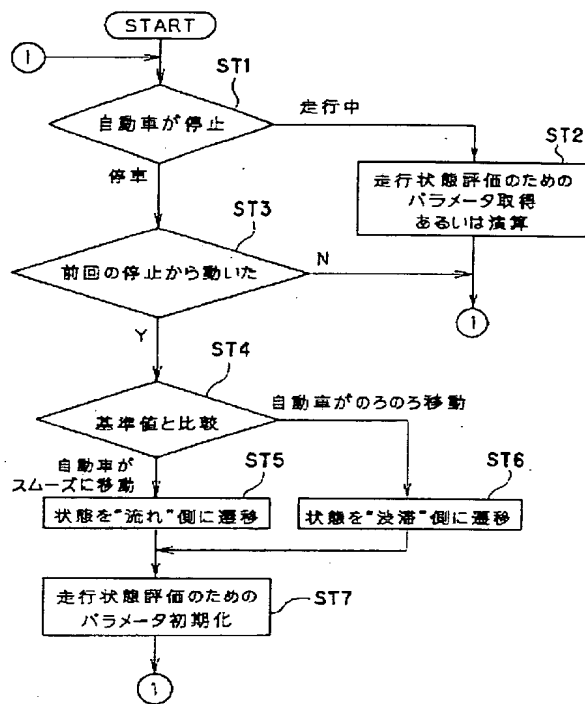 START
1
ST1
自動車が停止
走行中
停車
ST2
走行状態評価のための
パラメータ取得
あるいは演算
ST3
前回の停止から動いた
N
1
Y
ST4
基準値と比較
自動車がのろのろ移動
自動車が
スムーズに移動
ST5
状態を"流れ"側に遷移
ST6
状態を"渋滞"側に遷移
走行状態評価のための
パラメータ初期化
ST7
1